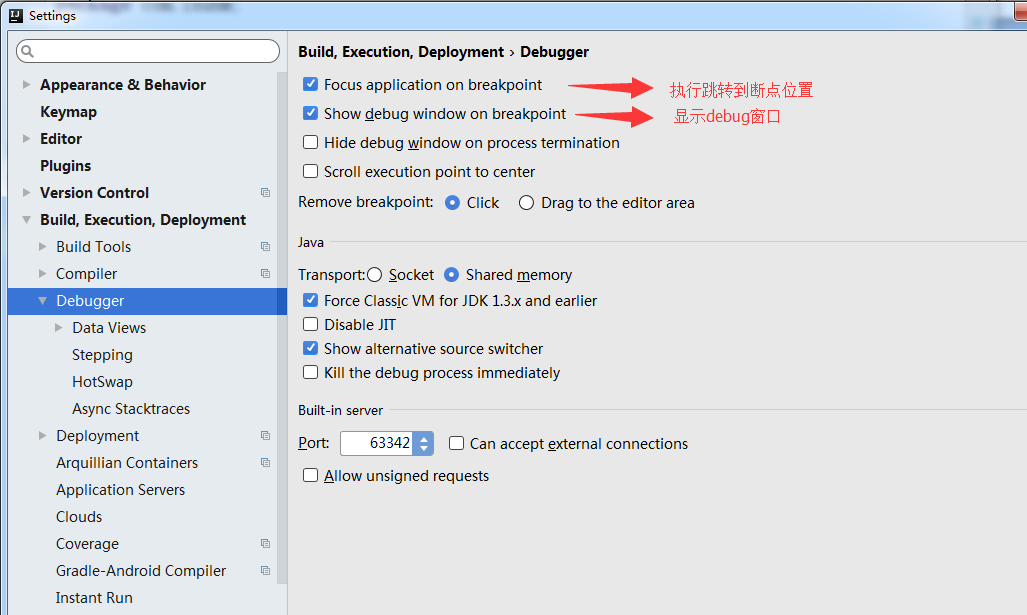 Settings
Appearance & Behavior
Keymap
Editor
Plugins
Version Control
Build, Execution, Deployment
Build Tools
Compiler
Debugger
Data Views
Stepping
HotSwap
Async Stacktraces
Deployment
Arquillian Containers
Application Servers
Clouds
Coverage
Gradle-Android Compiler
Instant Run
Build, Execution, Deployment › Debugger
Focus application on breakpoint 执行跳转到断点位置
Show debug window on breakpoint 显示debug窗口
Hide debug window on process termination
Scroll execution point to center
Remove breakpoint: Click Drag to the editor area
Java
Transport: Socket Shared memory
Force Classic VM for JDK 1.3.x and earlier
Disable JIT
Show alternative source switcher
Kill the debug process immediately
Built-in server
Port: 63342 Can accept external connections
Allow unsigned requests